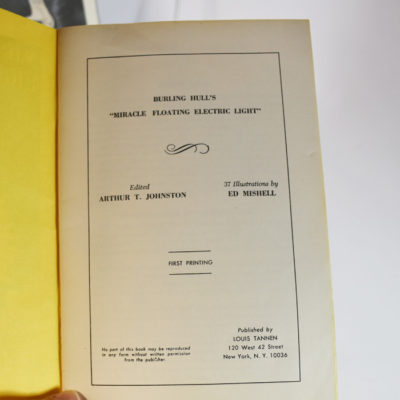 BURLING HULL'S
"MIRACLE FLOATING ELECTRIC LIGHT"
Edited
ARTHUR T. JOHNSTON
37 Illustrations by
ED MISHELL
FIRST PRINTING
No part of this book may be reproduced
in any form without written permission
from the publisher.
Published by
LOUIS TANNEN
120 West 42 Street
New York, N. Y. 10036